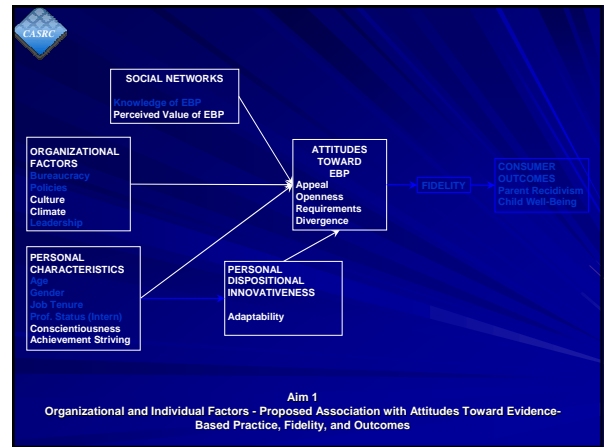 CASRC
SOCIAL NETWORKS
Knowledge of EBP
Perceived Value of EBP
ORGANIZATIONAL
FACTORS
Bureaucracy
Policies
Culture
Climate
Leadership
ATTITUDES
TOWARD
EBP
Appeal
Openness
Requirements
Divergence
FIDELITY
CONSUMER
OUTCOMES
Parent Recidivism
Child Well-Being
PERSONAL
CHARACTERISTICS
Age
Gender
Job Tenure
Prof. Status (Intern)
Conscientiousness
Achievement Striving
PERSONAL
DISPOSITIONAL
INNOVATIVENESS
Adaptability
Aim 1
Organizational and Individual Factors - Proposed Association with Attitudes Toward Evidence-
Based Practice, Fidelity, and Outcomes